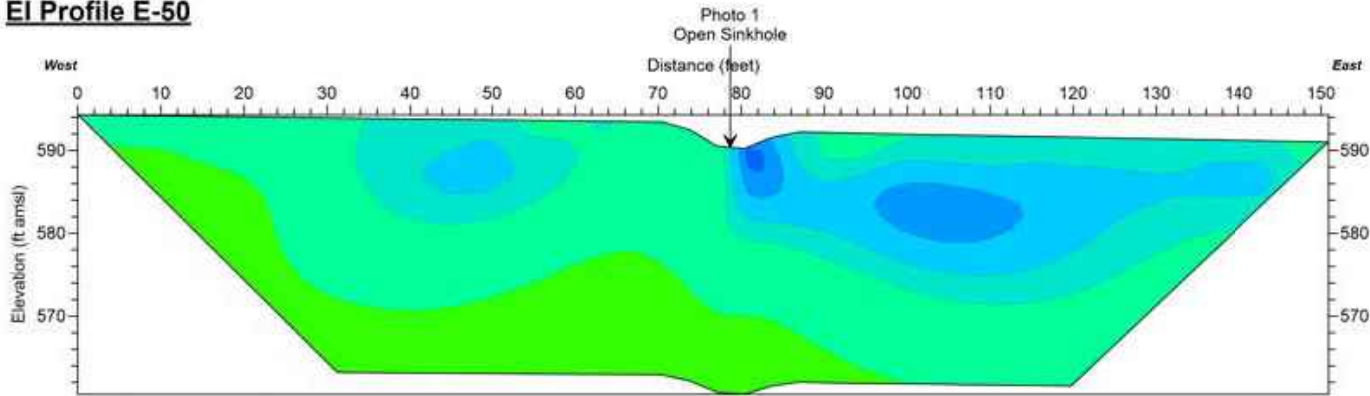 EI Profile E-50
Photo 1
Open Sinkhole
West
Distance (feet)
East
0 10 20 30 40 50 60 70 80 90 100 110 120 130 140 150
590 590
580 580
570 570
Elevation (ft amsl)